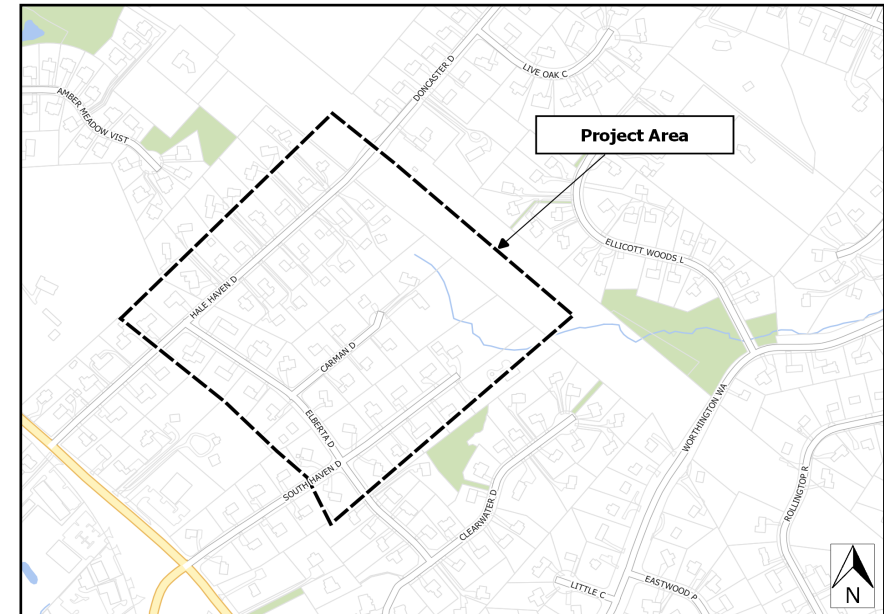 DONCASTER D
LIVE OAK C
AMBER MEADOW VIST
Project Area
ELLICOTT WOODS L
HALE HAVEN D
CARMAN D
WORTHINGTON WA
ELBERTA D
SOUTH HAVEN D
CLEARWATER D
ROLLINGTOP R
LITTLE C
EASTWOOD P
N